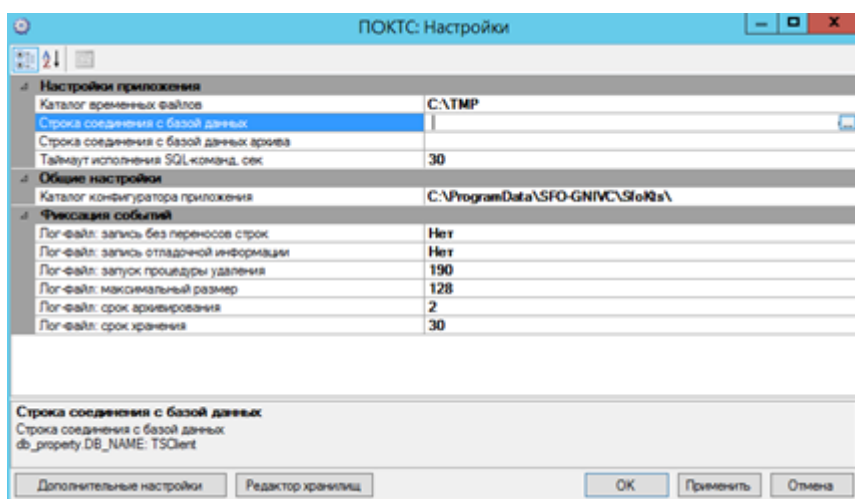 ПОКТС: Настройки
Настройки приложения
Каталог временных файлов C:\TMP
Строка соединения с базой данных
Строка соединения с базой данных архива
Таймаут исполнения SQL-команд, сек 30
Общие настройки
Каталог конфигуратора приложения C:\ProgramData\SFO-GNIVC\SfoKts\
Фиксация событий
Лог-файл: запись без переносов строк Нет
Лог-файл: запись отладочной информации Нет
Лог-файл: запуск процедуры удаления 190
Лог-файл: максимальный размер 128
Лог-файл: срок архивирования 2
Лог-файл: срок хранения 30
Строка соединения с базой данных
Строка соединения с базой данных
db_property.DB_NAME: TSClient
Дополнительные настройки Редактор хранилищ OK Применить Отмена